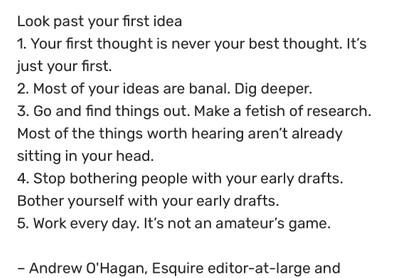 Look past your first idea
1. Your first thought is never your best thought. It’s
just your first.
2. Most of your ideas are banal. Dig deeper.
3. Go and find things out. Make a fetish of research.
Most of the things worth hearing aren’t already
sitting in your head.
4. Stop bothering people with your early drafts.
Bother yourself with your early drafts.
5. Work every day. It’s not an amateur’s game.
– Andrew O'Hagan, Esquire editor-at-large and